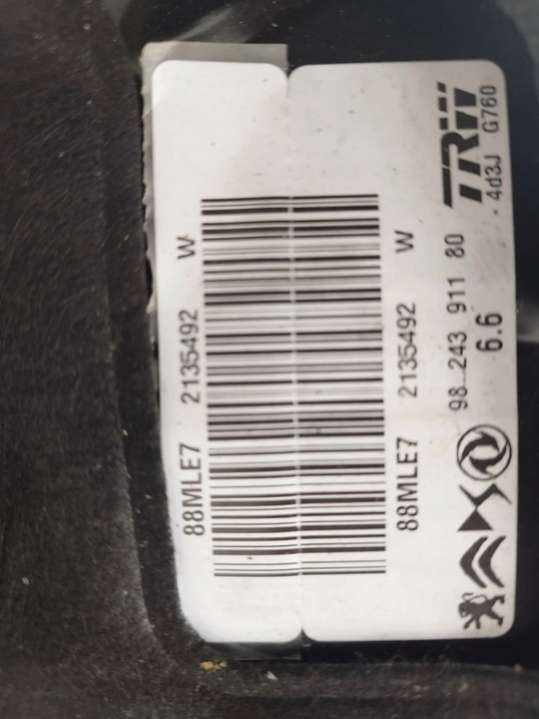 88MLE7 2135492 W
88MLE7 2135492 W
98 243 911 80
6.6
TRW
- 4d3J G760